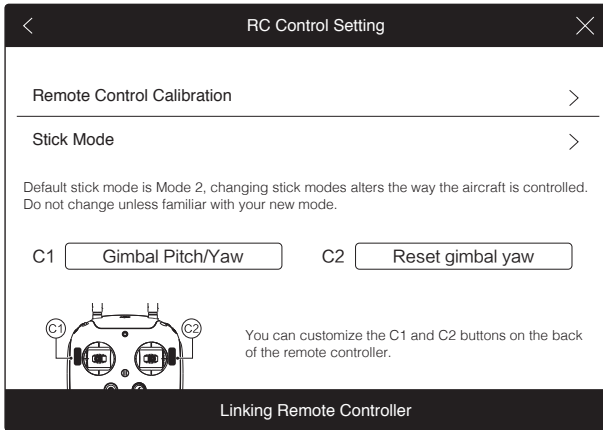 RC Control Setting
Remote Control Calibration
Stick Mode
Default stick mode is Mode 2, changing stick modes alters the way the aircraft is controlled.
Do not change unless familiar with your new mode.
C1 Gimbal Pitch/Yaw C2 Reset gimbal yaw
C1 C2
You can customize the C1 and C2 buttons on the back
of the remote controller.
Linking Remote Controller